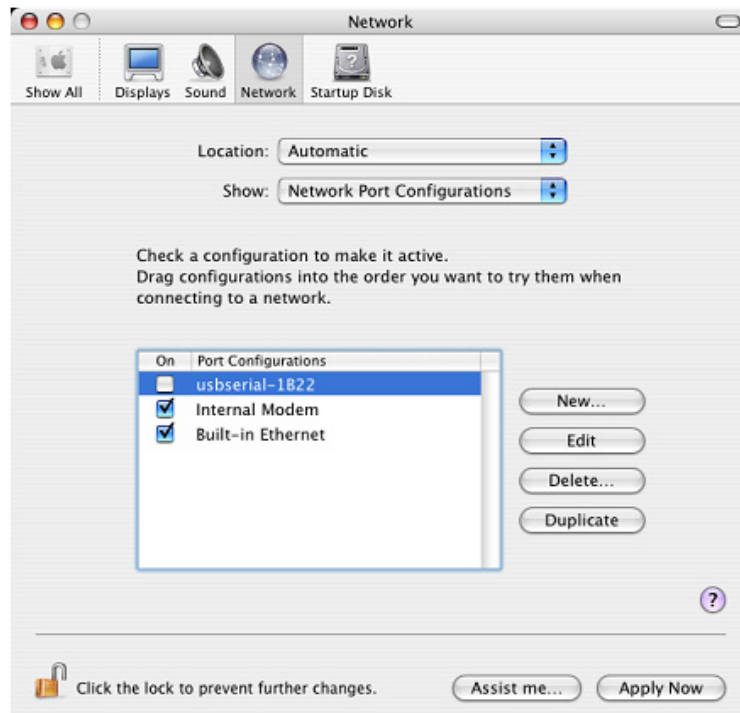 Network
Show All Displays Sound Network Startup Disk
Location: Automatic
Show: Network Port Configurations
Check a configuration to make it active.
Drag configurations into the order you want to try them when
connecting to a network.
On Port Configurations
usbserial-1B22
Internal Modem
Built-in Ethernet
New...
Edit
Delete...
Duplicate
?
Click the lock to prevent further changes. Assist me... Apply Now